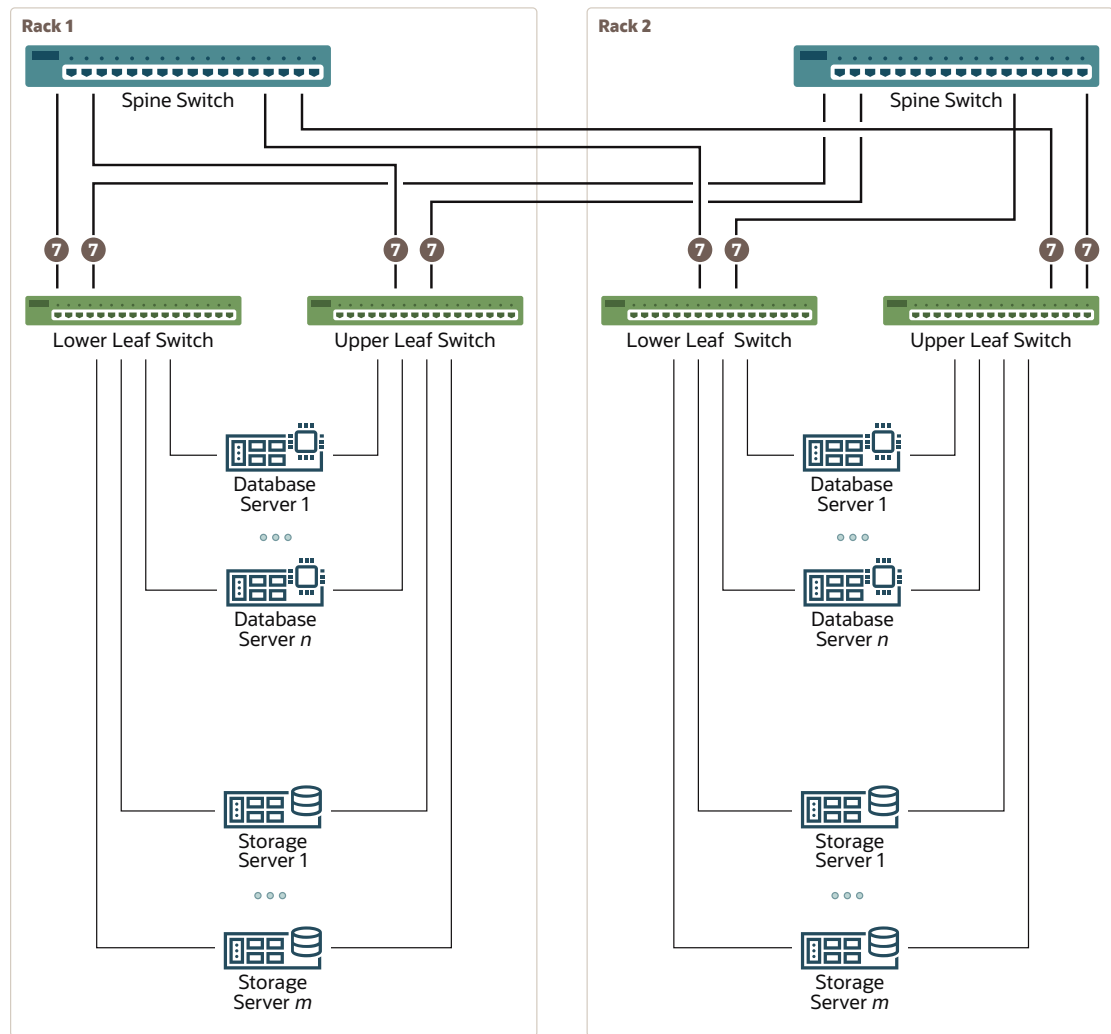 Rack 1
Spine Switch
7
7
7
7
Lower Leaf Switch
Upper Leaf Switch
Database
Server 1
Database
Server n
Storage
Server 1
Storage
Server m
Rack 2
Spine Switch
7
7
7
7
Lower Leaf Switch
Upper Leaf Switch
Database
Server 1
Database
Server n
Storage
Server 1
Storage
Server m